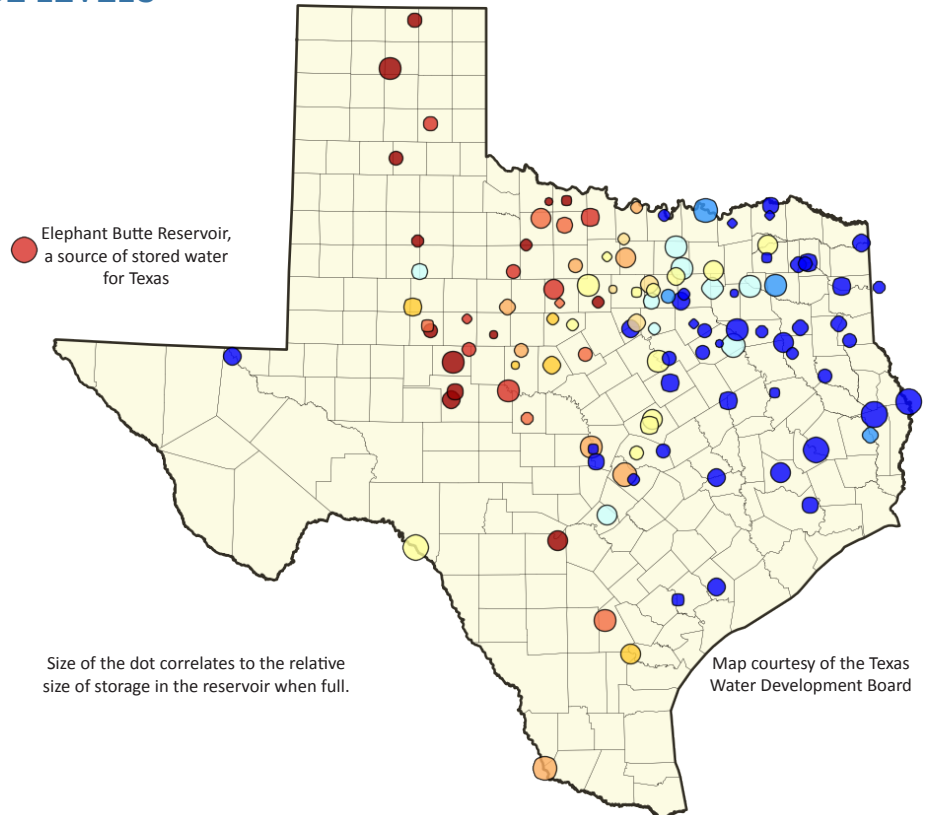 Elephant Butte Reservoir,
a source of stored water
for Texas
Size of the dot correlates to the relative
size of storage in the reservoir when full.
Map courtesy of the Texas
Water Development Board